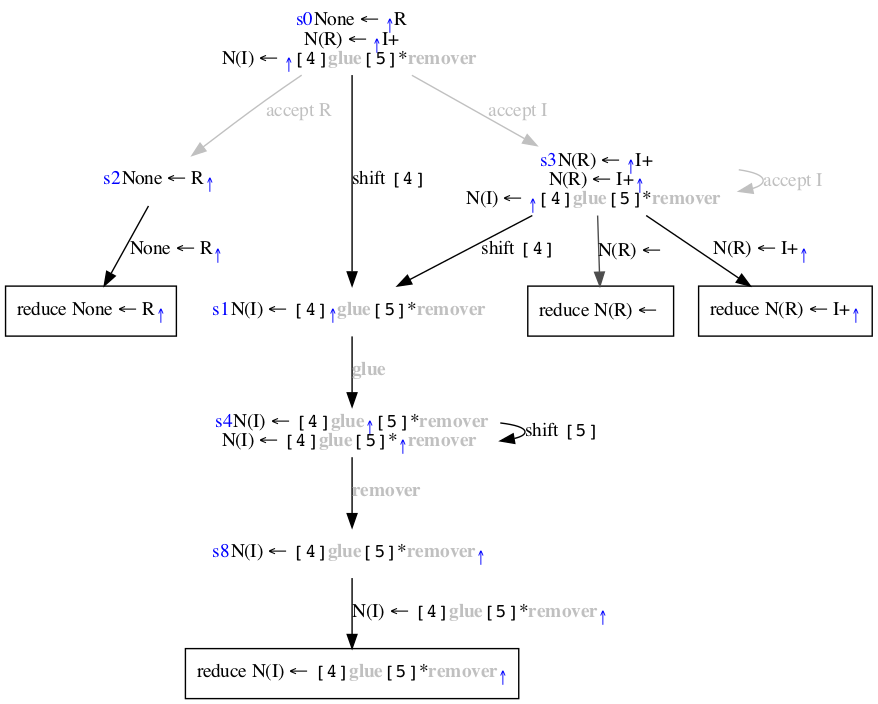 s0None ← ↑R
N(R) ← ↑I+
N(I) ← ↑[4]glue[5]*remover
accept R
accept I
shift [4]
s2None ← R↑
s3N(R) ← ↑I+
N(R) ← I+↑
N(I) ← ↑[4]glue[5]*remover
accept I
None ← R↑
shift [4]
N(R) ←
N(R) ← I+↑
reduce None ← R↑
s1N(I) ← [4]↑glue[5]*remover
reduce N(R) ←
reduce N(R) ← I+↑
glue
s4N(I) ← [4]glue↑[5]*remover
N(I) ← [4]glue[5]*↑remover
shift [5]
remover
s8N(I) ← [4]glue[5]*remover↑
N(I) ← [4]glue[5]*remover↑
reduce N(I) ← [4]glue[5]*remover↑